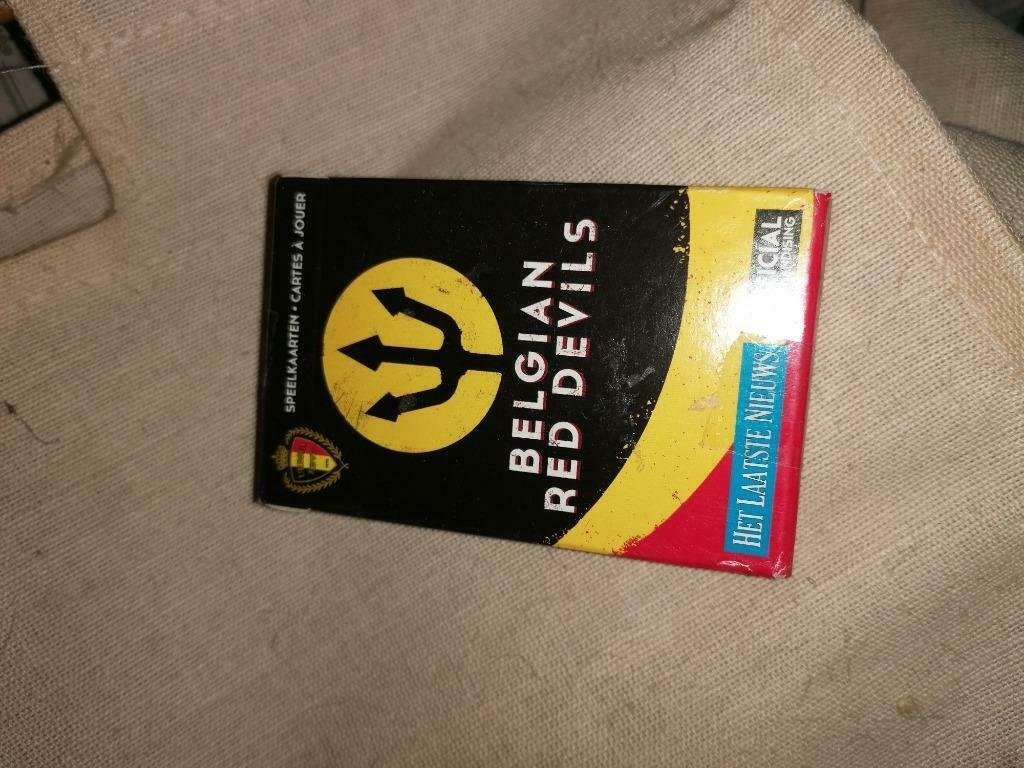 SPEELKAARTEN • CARTES À JOUER
BELGIAN
RED DEVILS
HET LAATSTE NIEUWS